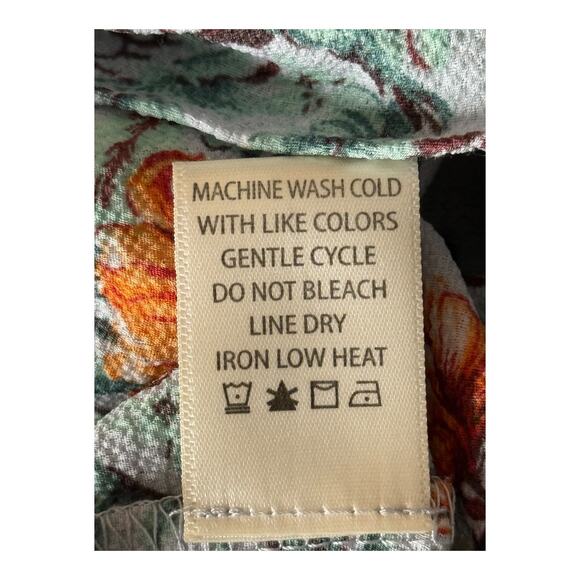 MACHINE WASH COLD
WITH LIKE COLORS
GENTLE CYCLE
DO NOT BLEACH
LINE DRY
IRON LOW HEAT